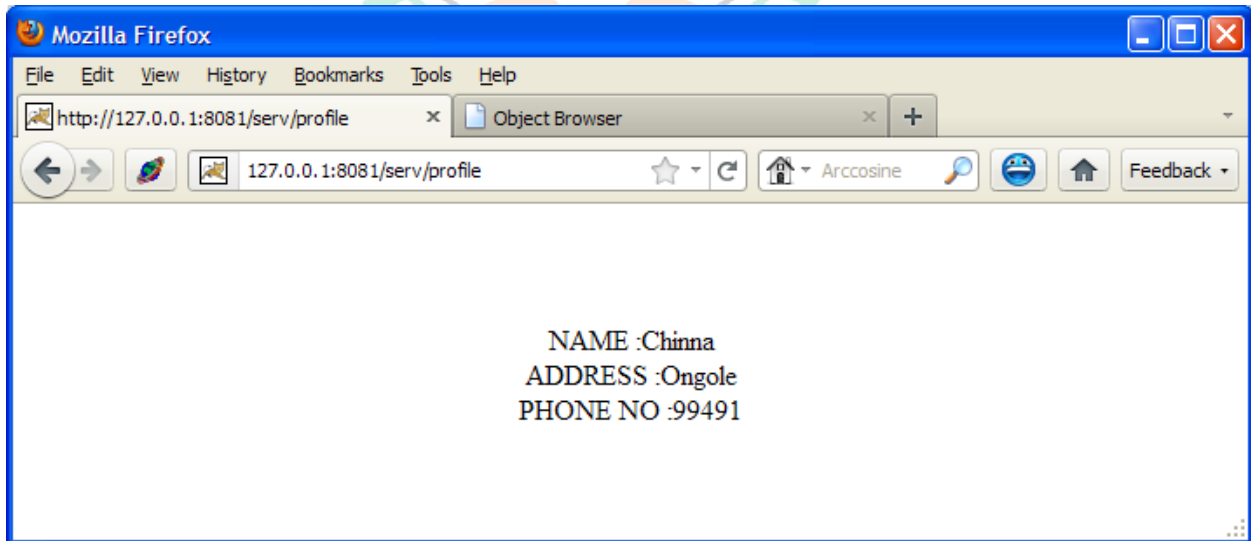 Mozilla Firefox
File Edit View History Bookmarks Tools Help
http://127.0.0.1:8081/serv/profile Object Browser
127.0.0.1:8081/serv/profile Arccosine Feedback
NAME :Chinna
ADDRESS :Ongole
PHONE NO :99491